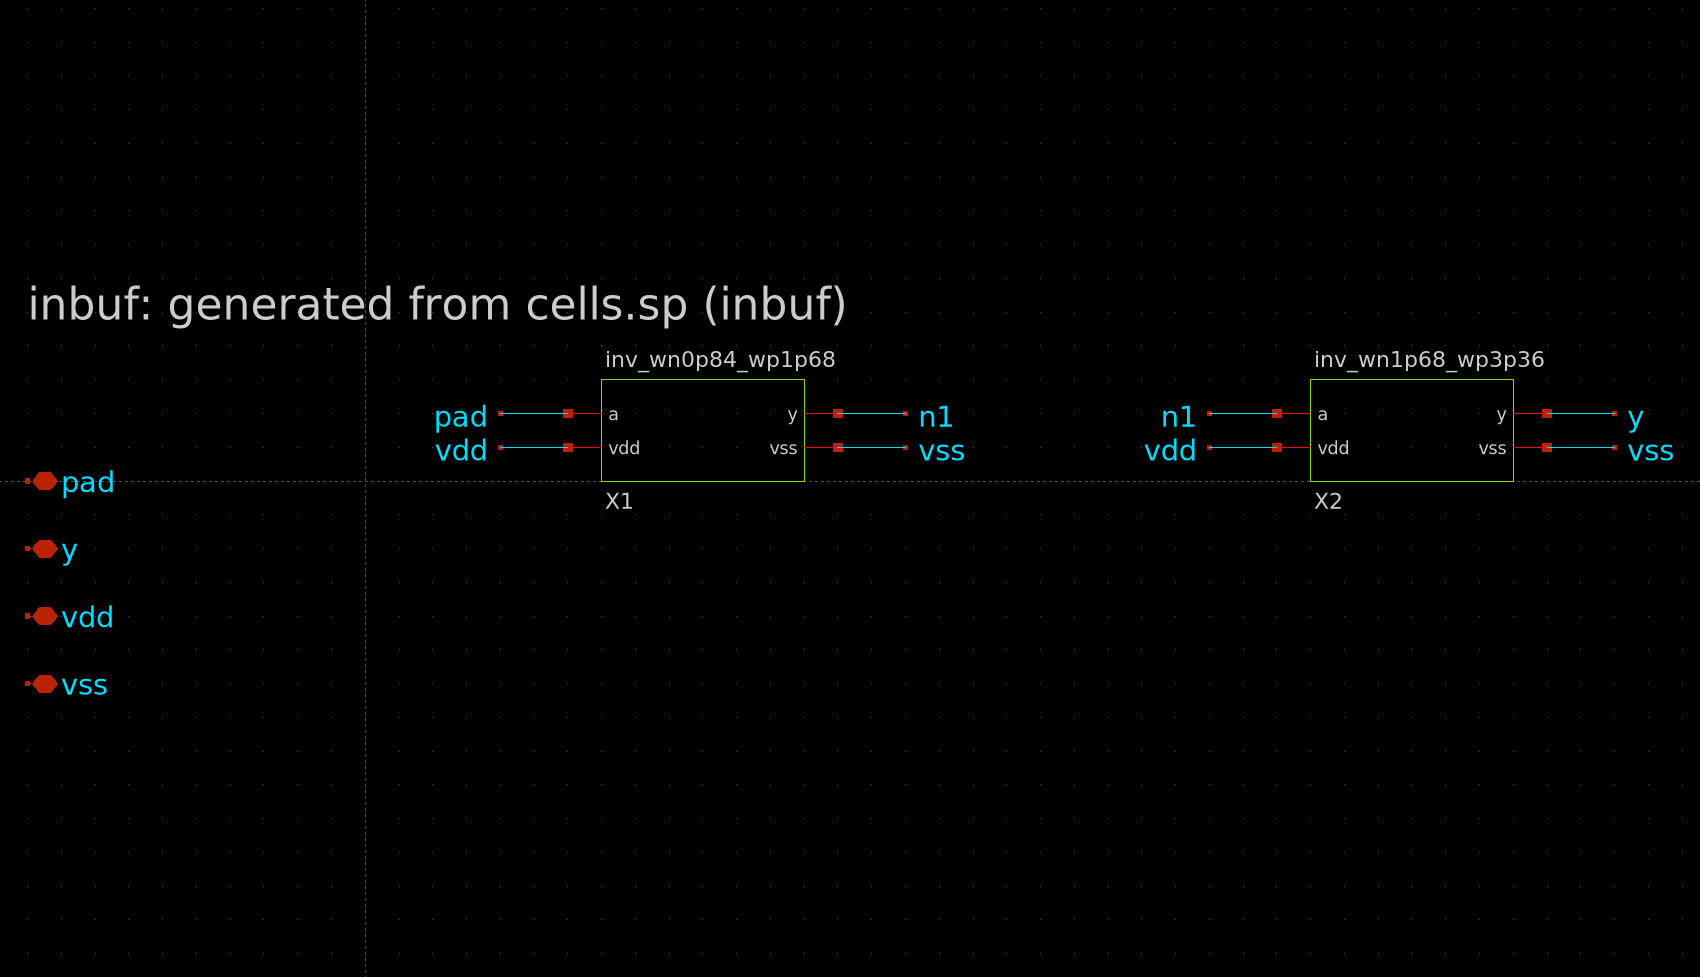 inbuf: generated from cells.sp (inbuf)
inv_wn0p84_wp1p68
pad a y n1
vdd vdd vss vss
X1
inv_wn1p68_wp3p36
n1 a y y
vdd vdd vss vss
X2
pad
y
vdd
vss